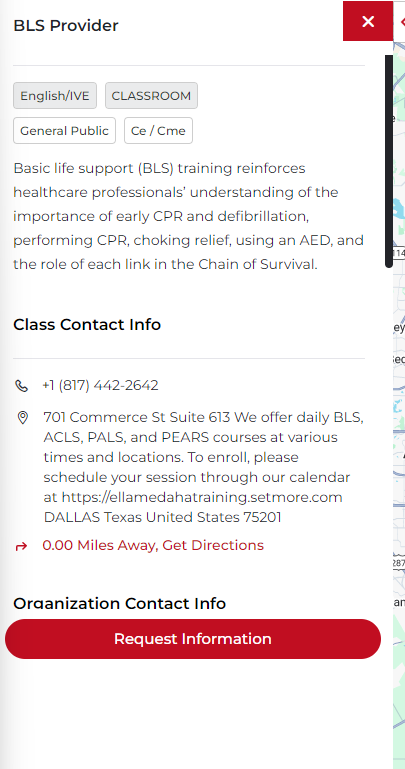 BLS Provider
English/IVE CLASSROOM
General Public Ce / Cme
Basic life support (BLS) training reinforces
healthcare professionals’ understanding of the
importance of early CPR and defibrillation,
performing CPR, choking relief, using an AED, and
the role of each link in the Chain of Survival.
Class Contact Info
+1 (817) 442-2642
701 Commerce St Suite 613 We offer daily BLS,
ACLS, PALS, and PEARS courses at various
times and locations. To enroll, please
schedule your session through our calendar
at https://ellamedahatraining.setmore.com
DALLAS Texas United States 75201
0.00 Miles Away, Get Directions
Organization Contact Info
Request Information
114
287